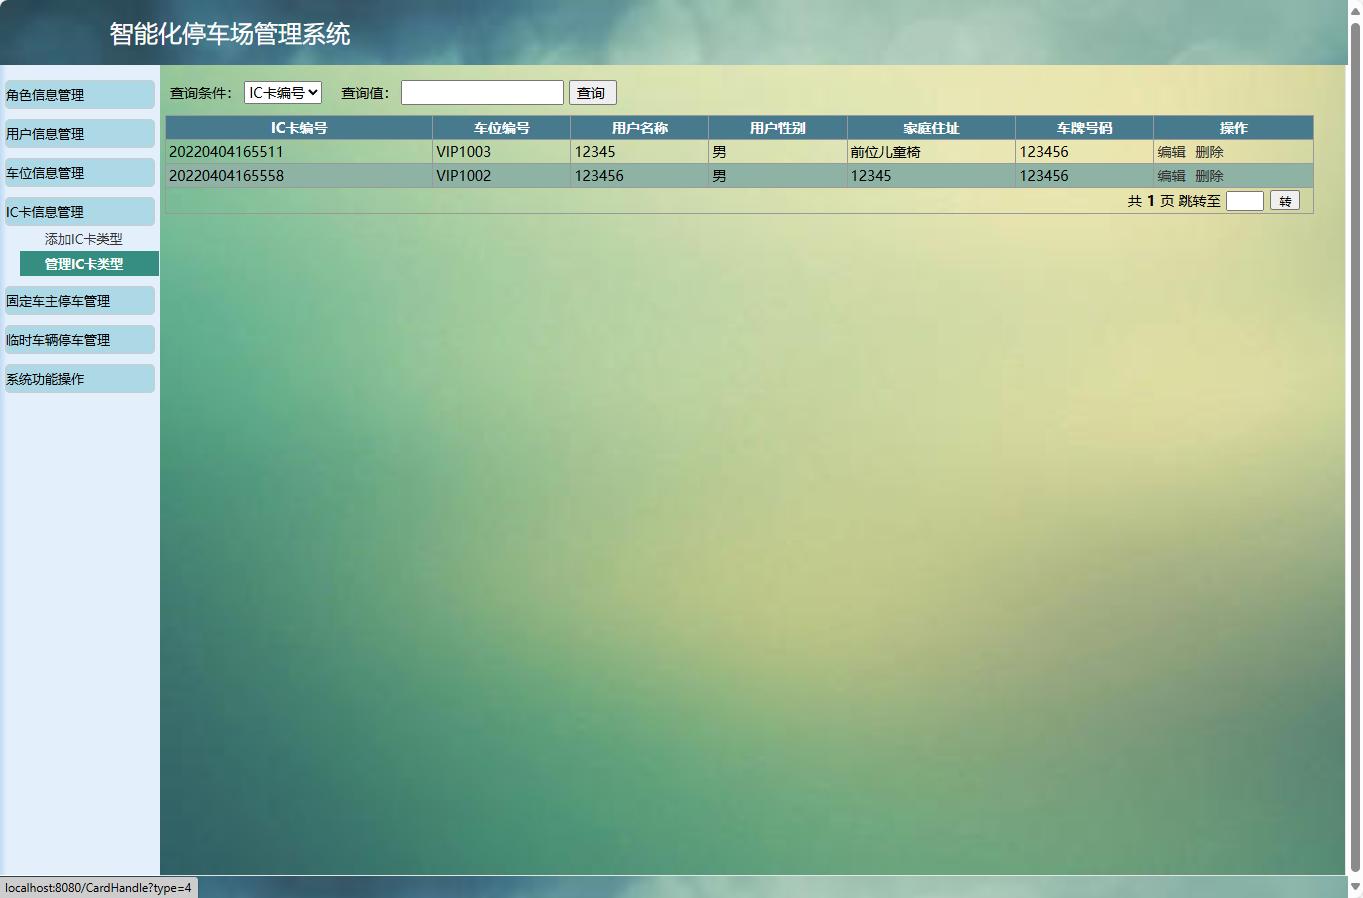 智能化停车场管理系统
角色信息管理
用户信息管理
车位信息管理
IC卡信息管理
添加IC卡类型
管理IC卡类型
固定车主停车管理
临时车辆停车管理
系统功能操作
查询条件： IC卡编号 查询值： 查询
IC卡编号 车位编号 用户名称 用户性别 家庭住址 车牌号码 操作
20220404165511 VIP1003 12345 男 前位儿童椅 123456 编辑 删除
20220404165558 VIP1002 123456 男 12345 123456 编辑 删除
共 1 页 跳转至 转
localhost:8080/CardHandle?type=4